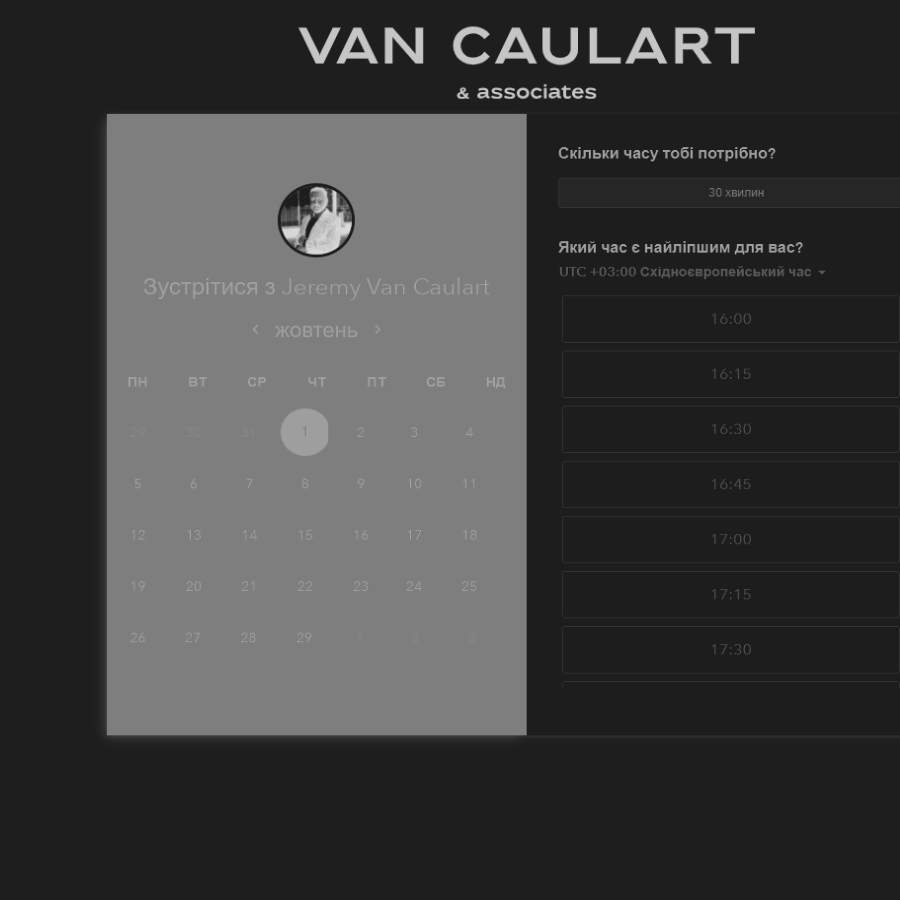 VAN CAULART
& associates
Зустрітися з Jeremy Van Caulart
жовтень
ПН ВТ СР ЧТ ПТ СБ НД
29 30 31 1 2 3 4
5 6 7 8 9 10 11
12 13 14 15 16 17 18
19 20 21 22 23 24 25
26 27 28 29 1 2 3
Скільки часу тобі потрібно?
30 хвилин
Який час є найліпшим для вас?
UTC +03:00 Східноєвропейський час
16:00
16:15
16:30
16:45
17:00
17:15
17:30